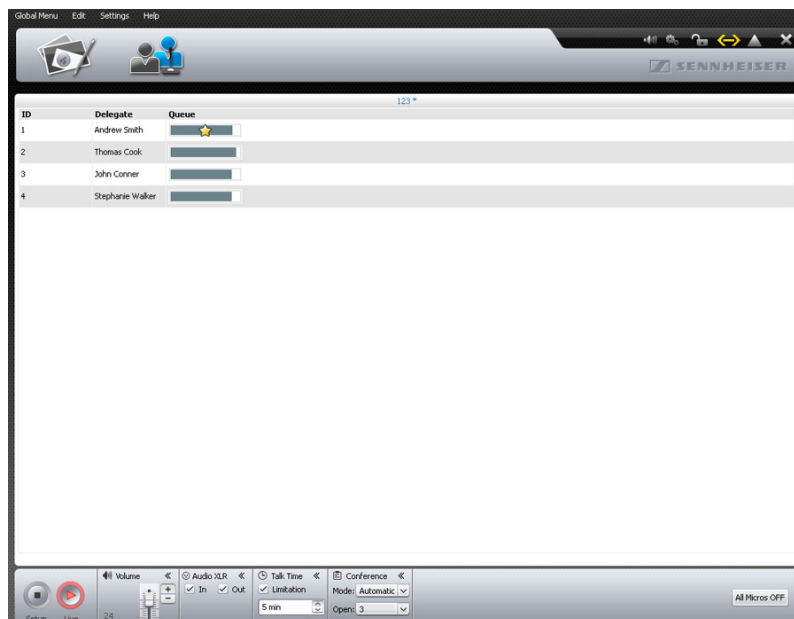 Global Menu Edit Settings Help
SENNHEISER
123 *
ID Delegate Queue
1 Andrew Smith
2 Thomas Cook
3 John Conner
4 Stephanie Walker
Volume Audio XLR Talk Time Conference
In Out Limitation Mode: Automatic
24 5 min Open: 3
All Micros OFF
Setup Live